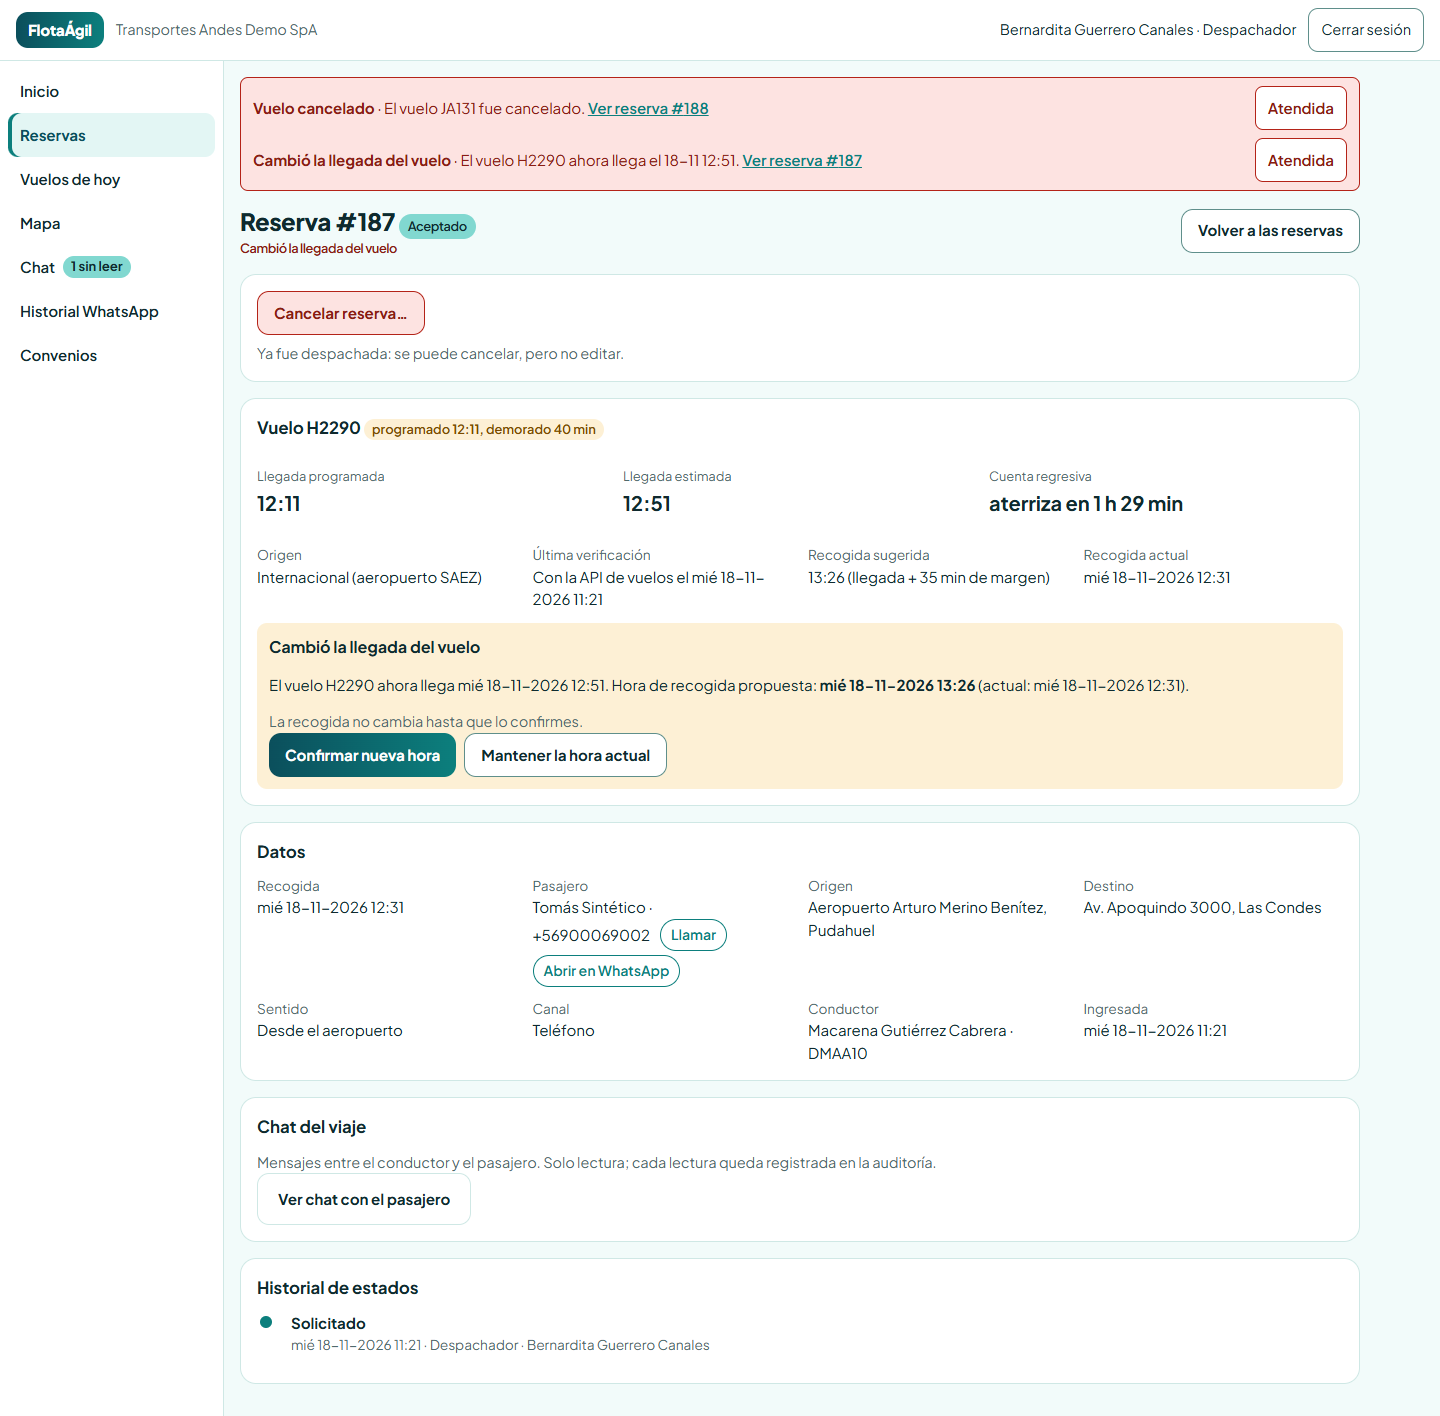 FlotaÁgil
Transportes Andes Demo SpA
Bernardita Guerrero Canales · Despachador
Cerrar sesión
Inicio
Reservas
Vuelos de hoy
Mapa
Chat
1 sin leer
Historial WhatsApp
Convenios
Vuelo cancelado · El vuelo JA131 fue cancelado. Ver reserva #188
Atendida
Cambió la llegada del vuelo · El vuelo H2290 ahora llega el 18-11 12:51. Ver reserva #187
Atendida
Reserva #187
Aceptado
Cambió la llegada del vuelo
Volver a las reservas
Cancelar reserva…
Ya fue despachada: se puede cancelar, pero no editar.
Vuelo H2290
programado 12:11, demorado 40 min
Llegada programada
12:11
Llegada estimada
12:51
Cuenta regresiva
aterriza en 1 h 29 min
Origen
Internacional (aeropuerto SAEZ)
Última verificación
Con la API de vuelos el mié 18-11-
2026 11:21
Recogida sugerida
13:26 (llegada + 35 min de margen)
Recogida actual
mié 18-11-2026 12:31
Cambió la llegada del vuelo
El vuelo H2290 ahora llega mié 18-11-2026 12:51. Hora de recogida propuesta: mié 18-11-2026 13:26 (actual: mié 18-11-2026 12:31).
La recogida no cambia hasta que lo confirmes.
Confirmar nueva hora
Mantener la hora actual
Datos
Recogida
mié 18-11-2026 12:31
Pasajero
Tomás Sintético ·
+56900069002
Llamar
Abrir en WhatsApp
Origen
Aeropuerto Arturo Merino Benítez,
Pudahuel
Destino
Av. Apoquindo 3000, Las Condes
Sentido
Desde el aeropuerto
Canal
Teléfono
Conductor
Macarena Gutiérrez Cabrera ·
DMAA10
Ingresada
mié 18-11-2026 11:21
Chat del viaje
Mensajes entre el conductor y el pasajero. Solo lectura; cada lectura queda registrada en la auditoría.
Ver chat con el pasajero
Historial de estados
Solicitado
mié 18-11-2026 11:21 · Despachador · Bernardita Guerrero Canales